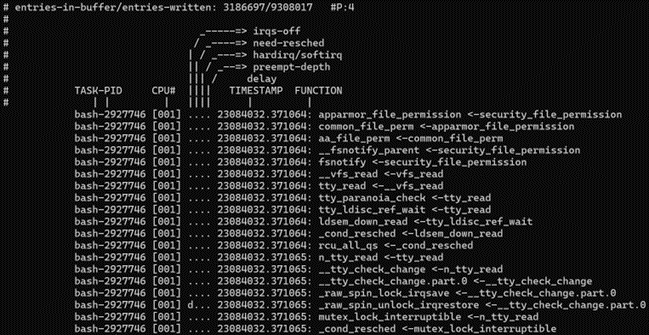 # entries-in-buffer/entries-written: 3186697/9308017   #P:4
#
#                                _-----=> irqs-off
#                               / _----=> need-resched
#                              | / _---=> hardirq/softirq
#                              || / _--=> preempt-depth
#                              ||| /     delay
#           TASK-PID     CPU#  ||||   TIMESTAMP  FUNCTION
#              | |         |   ||||      |         |
            bash-2927746 [001] .... 23084032.371064: apparmor_file_permission <-security_file_permission
            bash-2927746 [001] .... 23084032.371064: common_file_perm <-apparmor_file_permission
            bash-2927746 [001] .... 23084032.371064: aa_file_perm <-common_file_perm
            bash-2927746 [001] .... 23084032.371064: __fsnotify_parent <-security_file_permission
            bash-2927746 [001] .... 23084032.371064: fsnotify <-security_file_permission
            bash-2927746 [001] .... 23084032.371064: __vfs_read <-vfs_read
            bash-2927746 [001] .... 23084032.371064: tty_read <-__vfs_read
            bash-2927746 [001] .... 23084032.371064: tty_paranoia_check <-tty_read
            bash-2927746 [001] .... 23084032.371064: tty_ldisc_ref_wait <-tty_read
            bash-2927746 [001] .... 23084032.371064: ldsem_down_read <-tty_ldisc_ref_wait
            bash-2927746 [001] .... 23084032.371064: _cond_resched <-ldsem_down_read
            bash-2927746 [001] .... 23084032.371064: rcu_all_qs <-_cond_resched
            bash-2927746 [001] .... 23084032.371064: n_tty_read <-tty_read
            bash-2927746 [001] .... 23084032.371065: __tty_check_change <-n_tty_read
            bash-2927746 [001] .... 23084032.371065: __tty_check_change.part.0 <-__tty_check_change
            bash-2927746 [001] .... 23084032.371065: _raw_spin_lock_irqsave <-__tty_check_change.part.0
            bash-2927746 [001] d... 23084032.371065: _raw_spin_unlock_irqrestore <-__tty_check_change.part.0
            bash-2927746 [001] .... 23084032.371065: mutex_lock_interruptible <-n_tty_read
            bash-2927746 [001] .... 23084032.371065: _cond_resched <-mutex_lock_interruptible